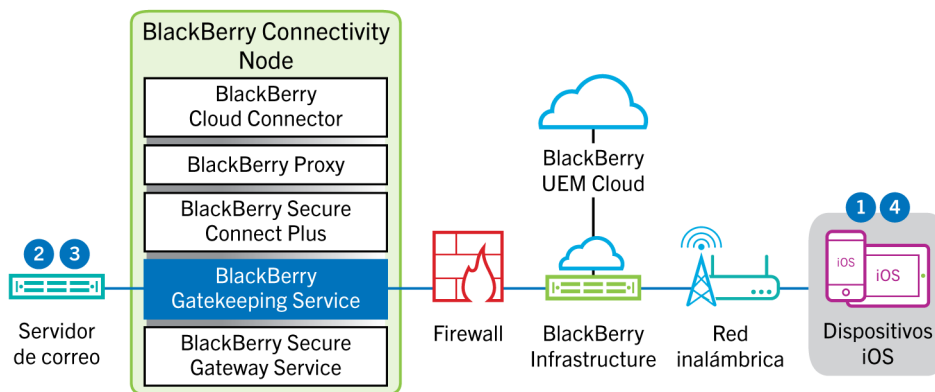 BlackBerry Connectivity
Node
BlackBerry
Cloud Connector
BlackBerry Proxy
BlackBerry Secure
Connect Plus
BlackBerry
Gatekeeping Service
BlackBerry Secure
Gateway Service
2 3
Servidor
de correo
Firewall
BlackBerry
UEM Cloud
BlackBerry
Infrastructure
Red
inalámbrica
1 4
iOS
iOS
Dispositivos
iOS